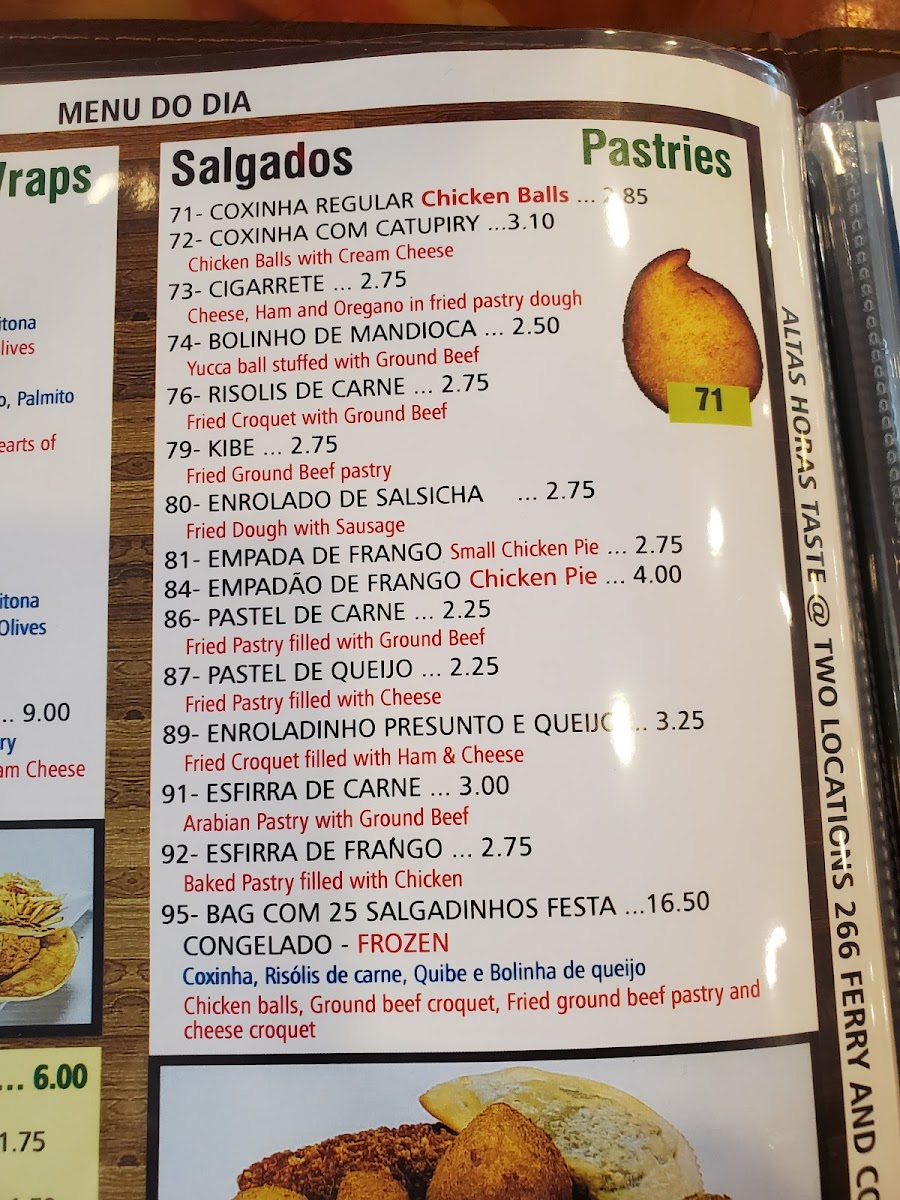 MENU DO DIA
Salgados
Pastries
71- COXINHA REGULAR Chicken Balls ... 2.85
72- COXINHA COM CATUPIRY ...3.10
Chicken Balls with Cream Cheese
73- CIGARRETE ... 2.75
Cheese, Ham and Oregano in fried pastry dough
74- BOLINHO DE MANDIOCA ... 2.50
Yucca ball stuffed with Ground Beef
76- RISOLIS DE CARNE ... 2.75
Fried Croquet with Ground Beef
79- KIBE ... 2.75
Fried Ground Beef pastry
80- ENROLADO DE SALSICHA ... 2.75
Fried Dough with Sausage
81- EMPADA DE FRANGO Small Chicken Pie ... 2.75
84- EMPADÃO DE FRANGO Chicken Pie ... 4.00
86- PASTEL DE CARNE ... 2.25
Fried Pastry filled with Ground Beef
87- PASTEL DE QUEIJO ... 2.25
Fried Pastry filled with Cheese
89- ENROLADINHO PRESUNTO E QUEIJO ... 3.25
Fried Croquet filled with Ham & Cheese
91- ESFIRRA DE CARNE ... 3.00
Arabian Pastry with Ground Beef
92- ESFIRRA DE FRANGO ... 2.75
Baked Pastry filled with Chicken
95- BAG COM 25 SALGADINHOS FESTA ...16.50
CONGELADO - FROZEN
Coxinha, Risólis de carne, Quibe e Bolinha de queijo
Chicken balls, Ground beef croquet, Fried ground beef pastry and
cheese croquet
71
ALTAS HORAS TASTE @ TWO LOCATIONS 266 FERRY AND CO
raps
itona
lives
o, Palmito
earts of
itona
Olives
.. 9.00
ry
am Cheese
... 6.00
1.75